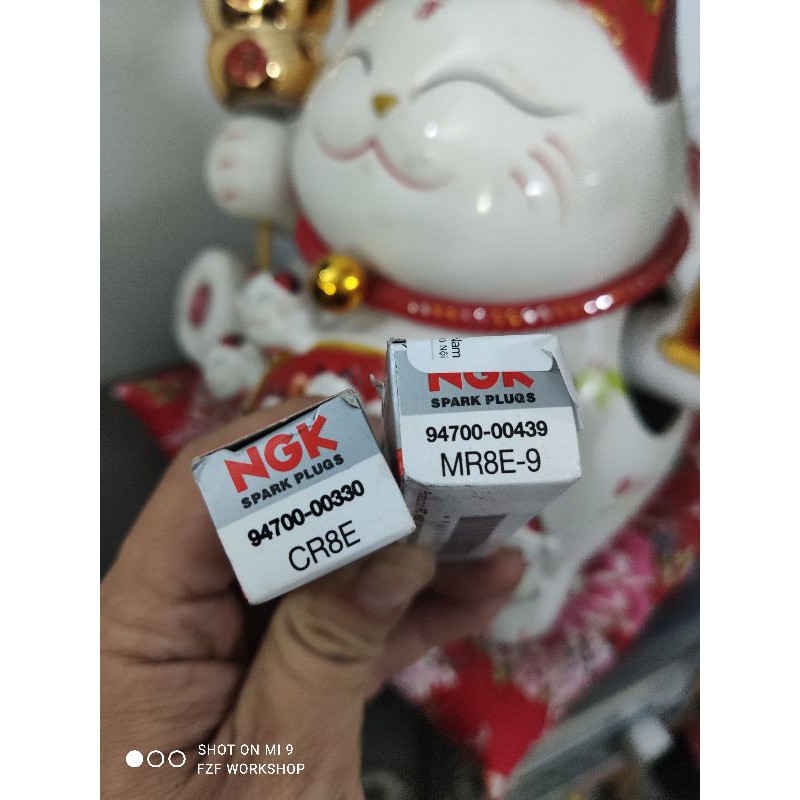 NGK
SPARK PLUGS
94700-00330
CR8E
NGK
SPARK PLUGS
94700-00439
MR8E-9
SHOT ON MI 9
FZF WORKSHOP